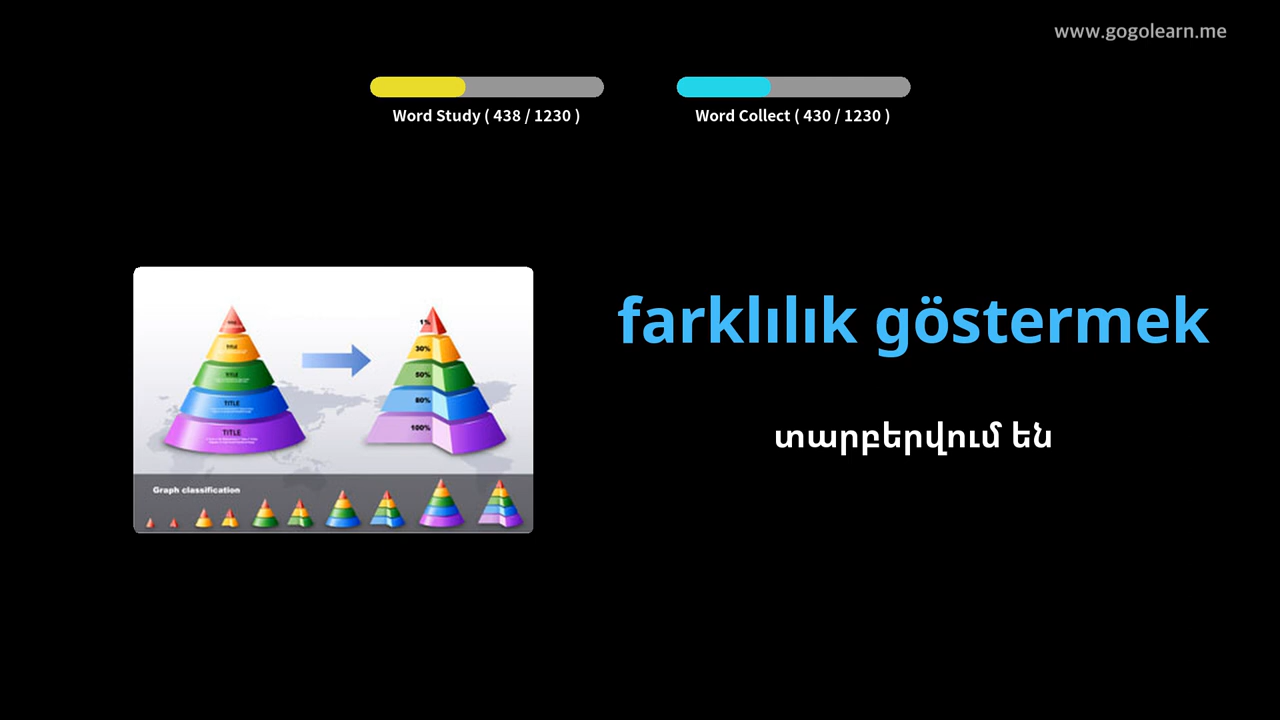 www.gogolearn.me
Word Study ( 438 / 1230 )
Word Collect ( 430 / 1230 )
farklılık göstermek
տարբերվում են
TITLE
TITLE
TITLE
TITLE
1%
30%
50%
80%
100%
Graph classification